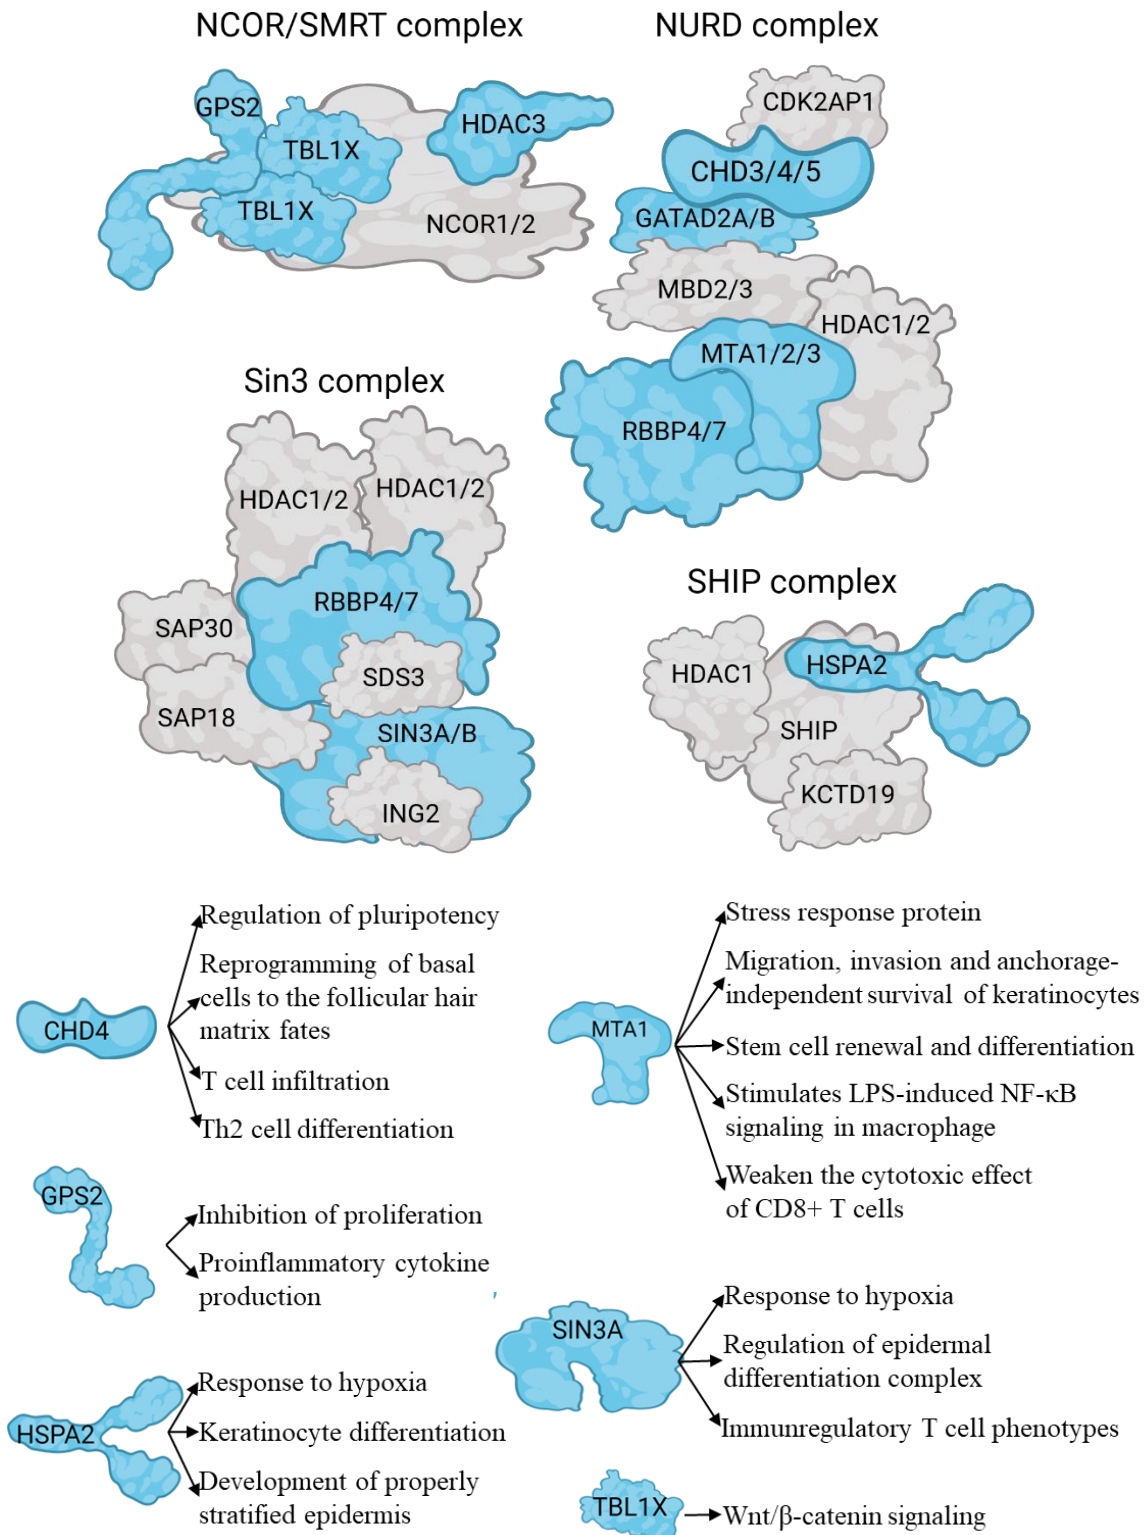 NCOR/SMRT complex
GPS2
TBL1X
TBL1X
HDAC3
NCOR1/2
NURD complex
CDK2AP1
CHD3/4/5
GATAD2A/B
MBD2/3
HDAC1/2
MTA1/2/3
RBBP4/7
Sin3 complex
HDAC1/2
HDAC1/2
RBBP4/7
SAP30
SDS3
SAP18
SIN3A/B
ING2
SHIP complex
HDAC1
HSPA2
SHIP
KCTD19
CHD4
Regulation of pluripotency
Reprogramming of basal
cells to the follicular hair
matrix fates
T cell infiltration
Th2 cell differentiation
GPS2
Inhibition of proliferation
Proinflammatory cytokine
production
HSPA2
Response to hypoxia
Keratinocyte differentiation
Development of properly
stratified epidermis
MTA1
Stress response protein
Migration, invasion and anchorage-
independent survival of keratinocytes
Stem cell renewal and differentiation
Stimulates LPS-induced NF-κB
signaling in macrophage
Weaken the cytotoxic effect
of CD8+ T cells
SIN3A
Response to hypoxia
Regulation of epidermal
differentiation complex
Immunregulatory T cell phenotypes
TBL1X
Wnt/β-catenin signaling